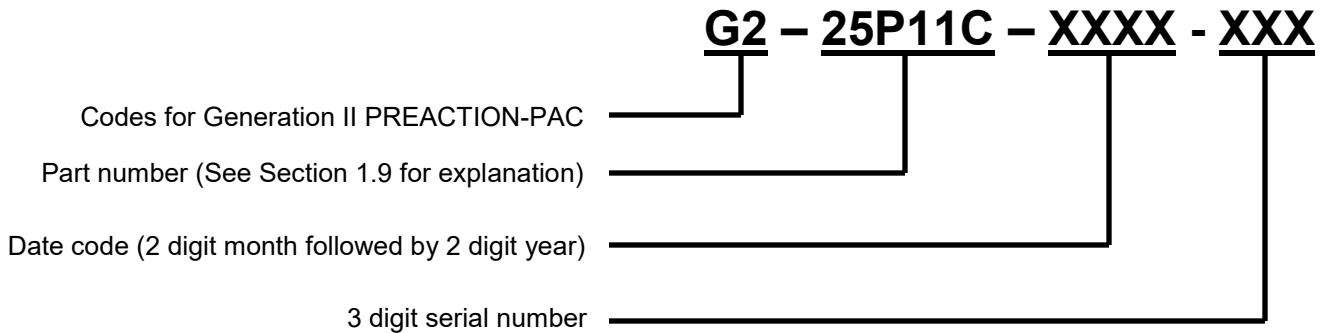 G2 – 25P11C – XXXX - XXX
Codes for Generation II PREACTION-PAC
Part number (See Section 1.9 for explanation)
Date code (2 digit month followed by 2 digit year)
3 digit serial number